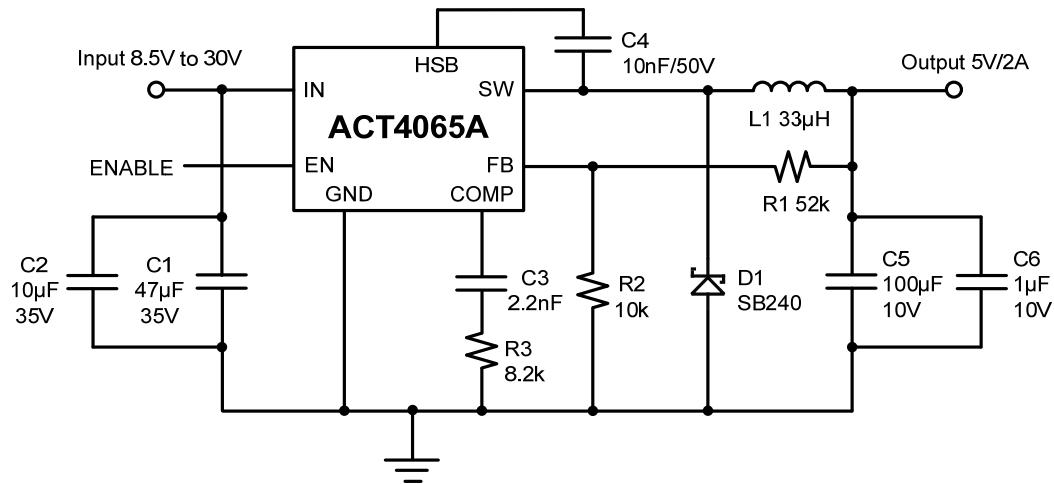 Input 8.5V to 30V
HSB
C4
10nF/50V
Output 5V/2A
IN
SW
ACT4065A
L1 33μH
ENABLE
EN
FB
GND
COMP
R1 52k
C2
10μF
35V
C1
47μF
35V
C3
2.2nF
R2
10k
D1
SB240
C5
100μF
10V
C6
1μF
10V
R3
8.2k